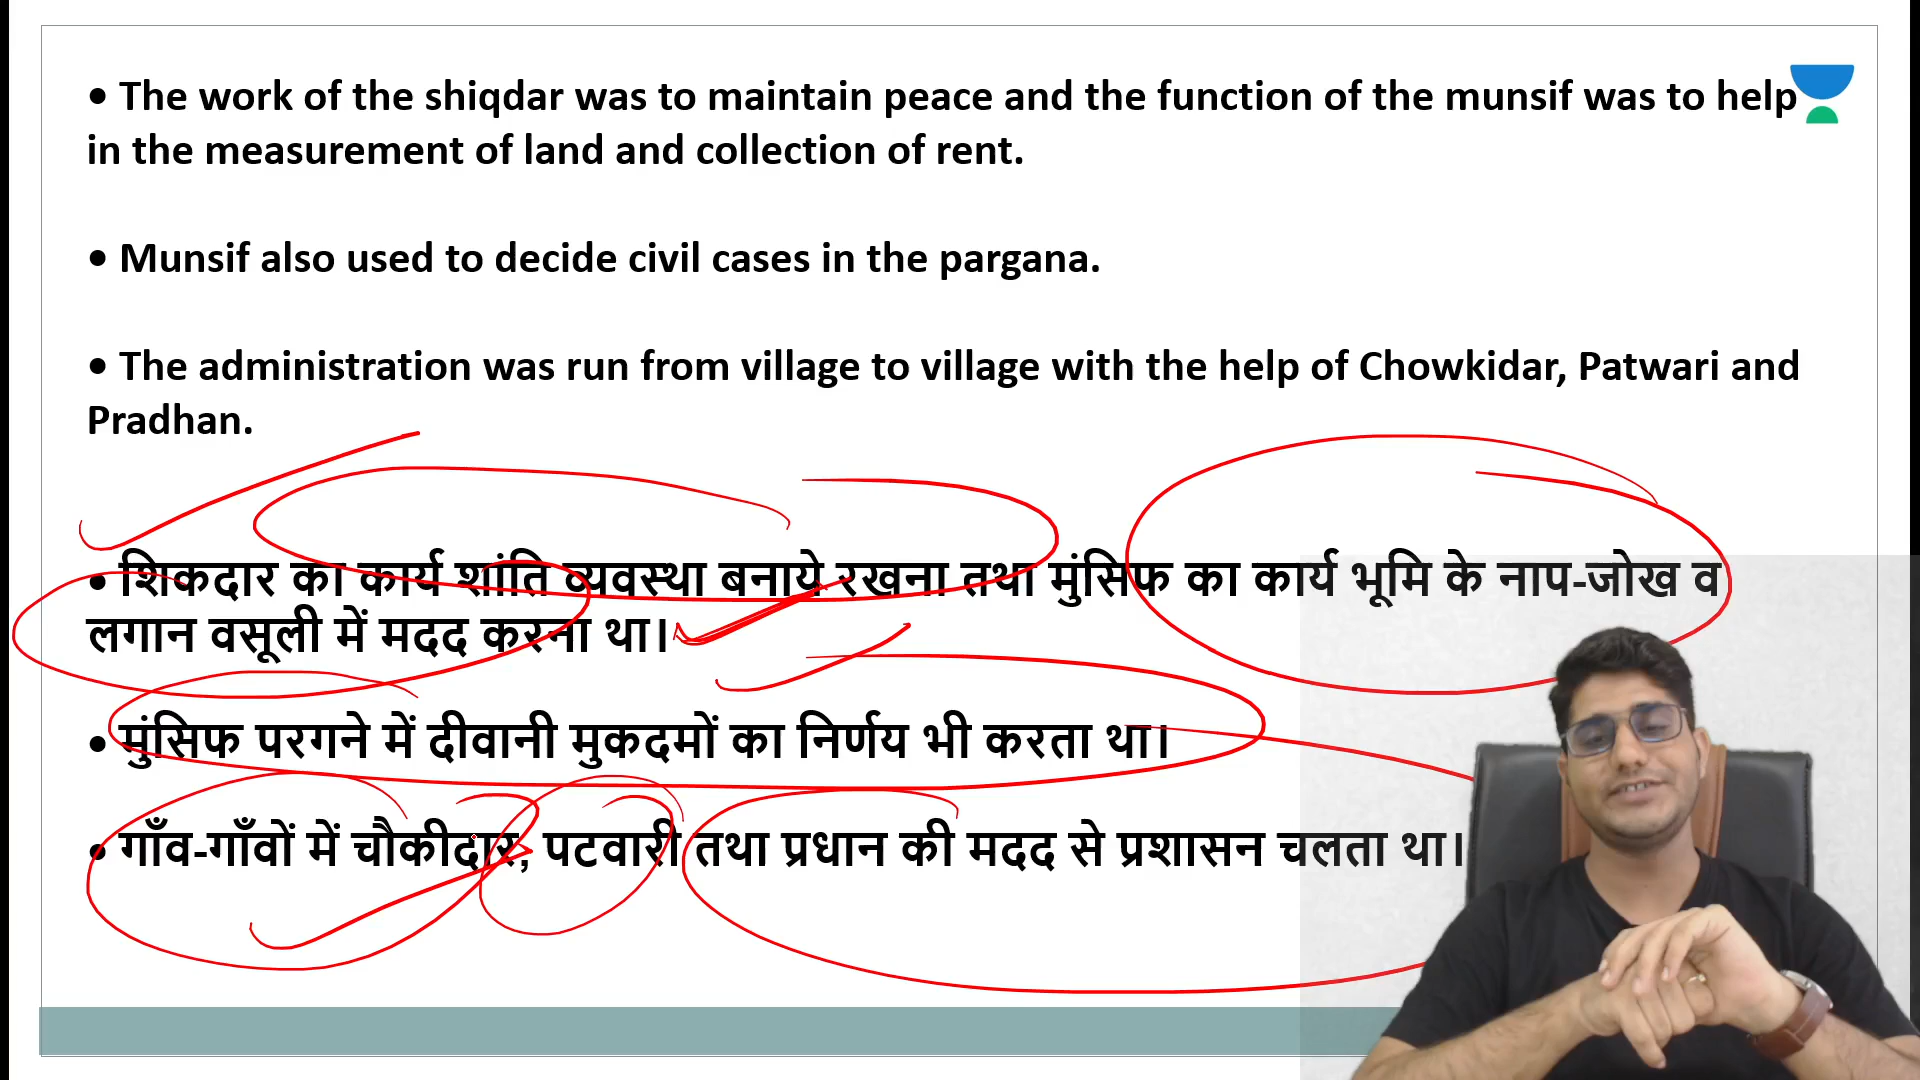 • The work of the shiqdar was to maintain peace and the function of the munsif was to help
in the measurement of land and collection of rent.
• Munsif also used to decide civil cases in the pargana.
• The administration was run from village to village with the help of Chowkidar, Patwari and
Pradhan.
• शिकदार का कार्य शांति व्यवस्था बनाये रखना तथा मुंसिफ का कार्य भूमि के नाप-जोख व
लगान वसूली में मदद करना था।
• मुंसिफ परगने में दीवानी मुकदमों का निर्णय भी करता था।
• गाँव-गाँवों में चौकीदार, पटवारी तथा प्रधान की मदद से प्रशासन चलता था।